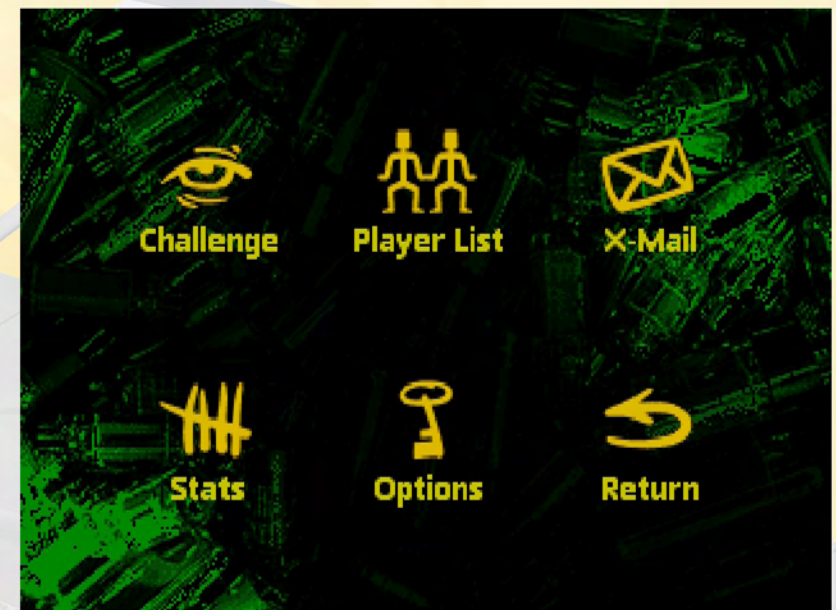 Challenge
Player List
X-Mail
Stats
Options
Return